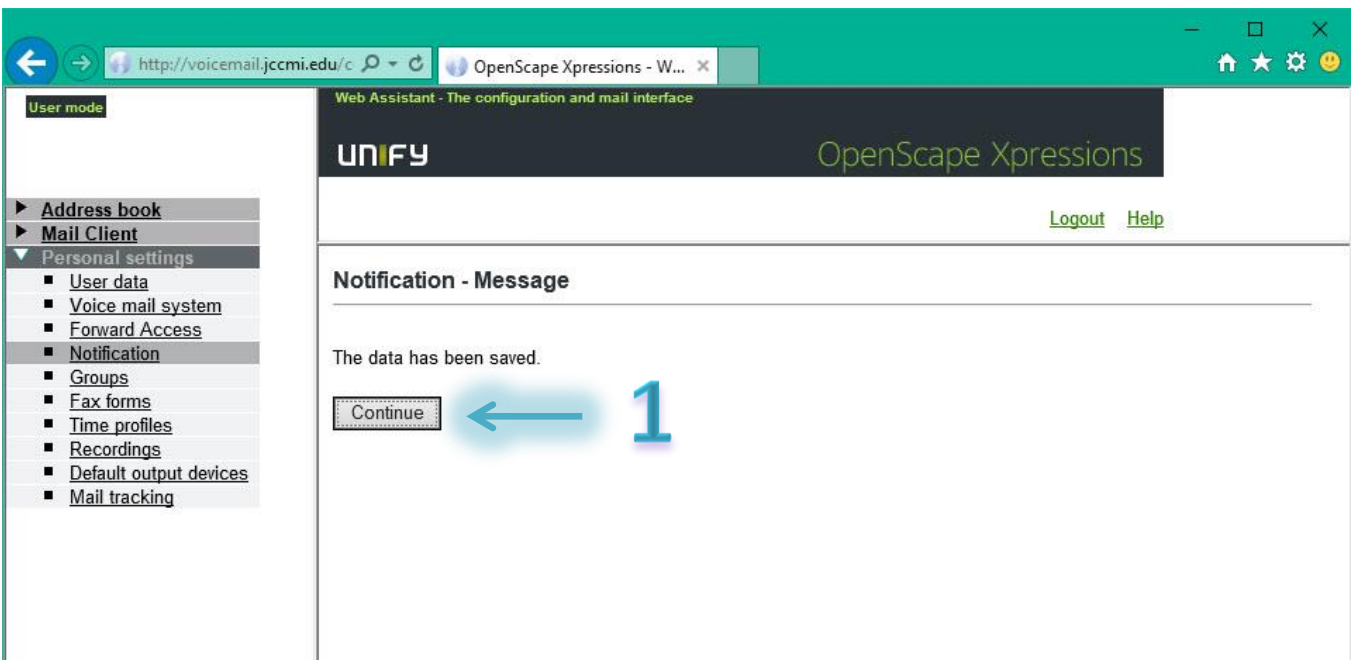 http://voicemail.jccmi.edu/c
OpenScape Xpressions - W...
User mode
Web Assistant - The configuration and mail interface
UNIFY
OpenScape Xpressions
Logout Help
Address book
Mail Client
Personal settings
User data
Voice mail system
Forward Access
Notification
Groups
Fax forms
Time profiles
Recordings
Default output devices
Mail tracking
Notification - Message
The data has been saved.
Continue
1